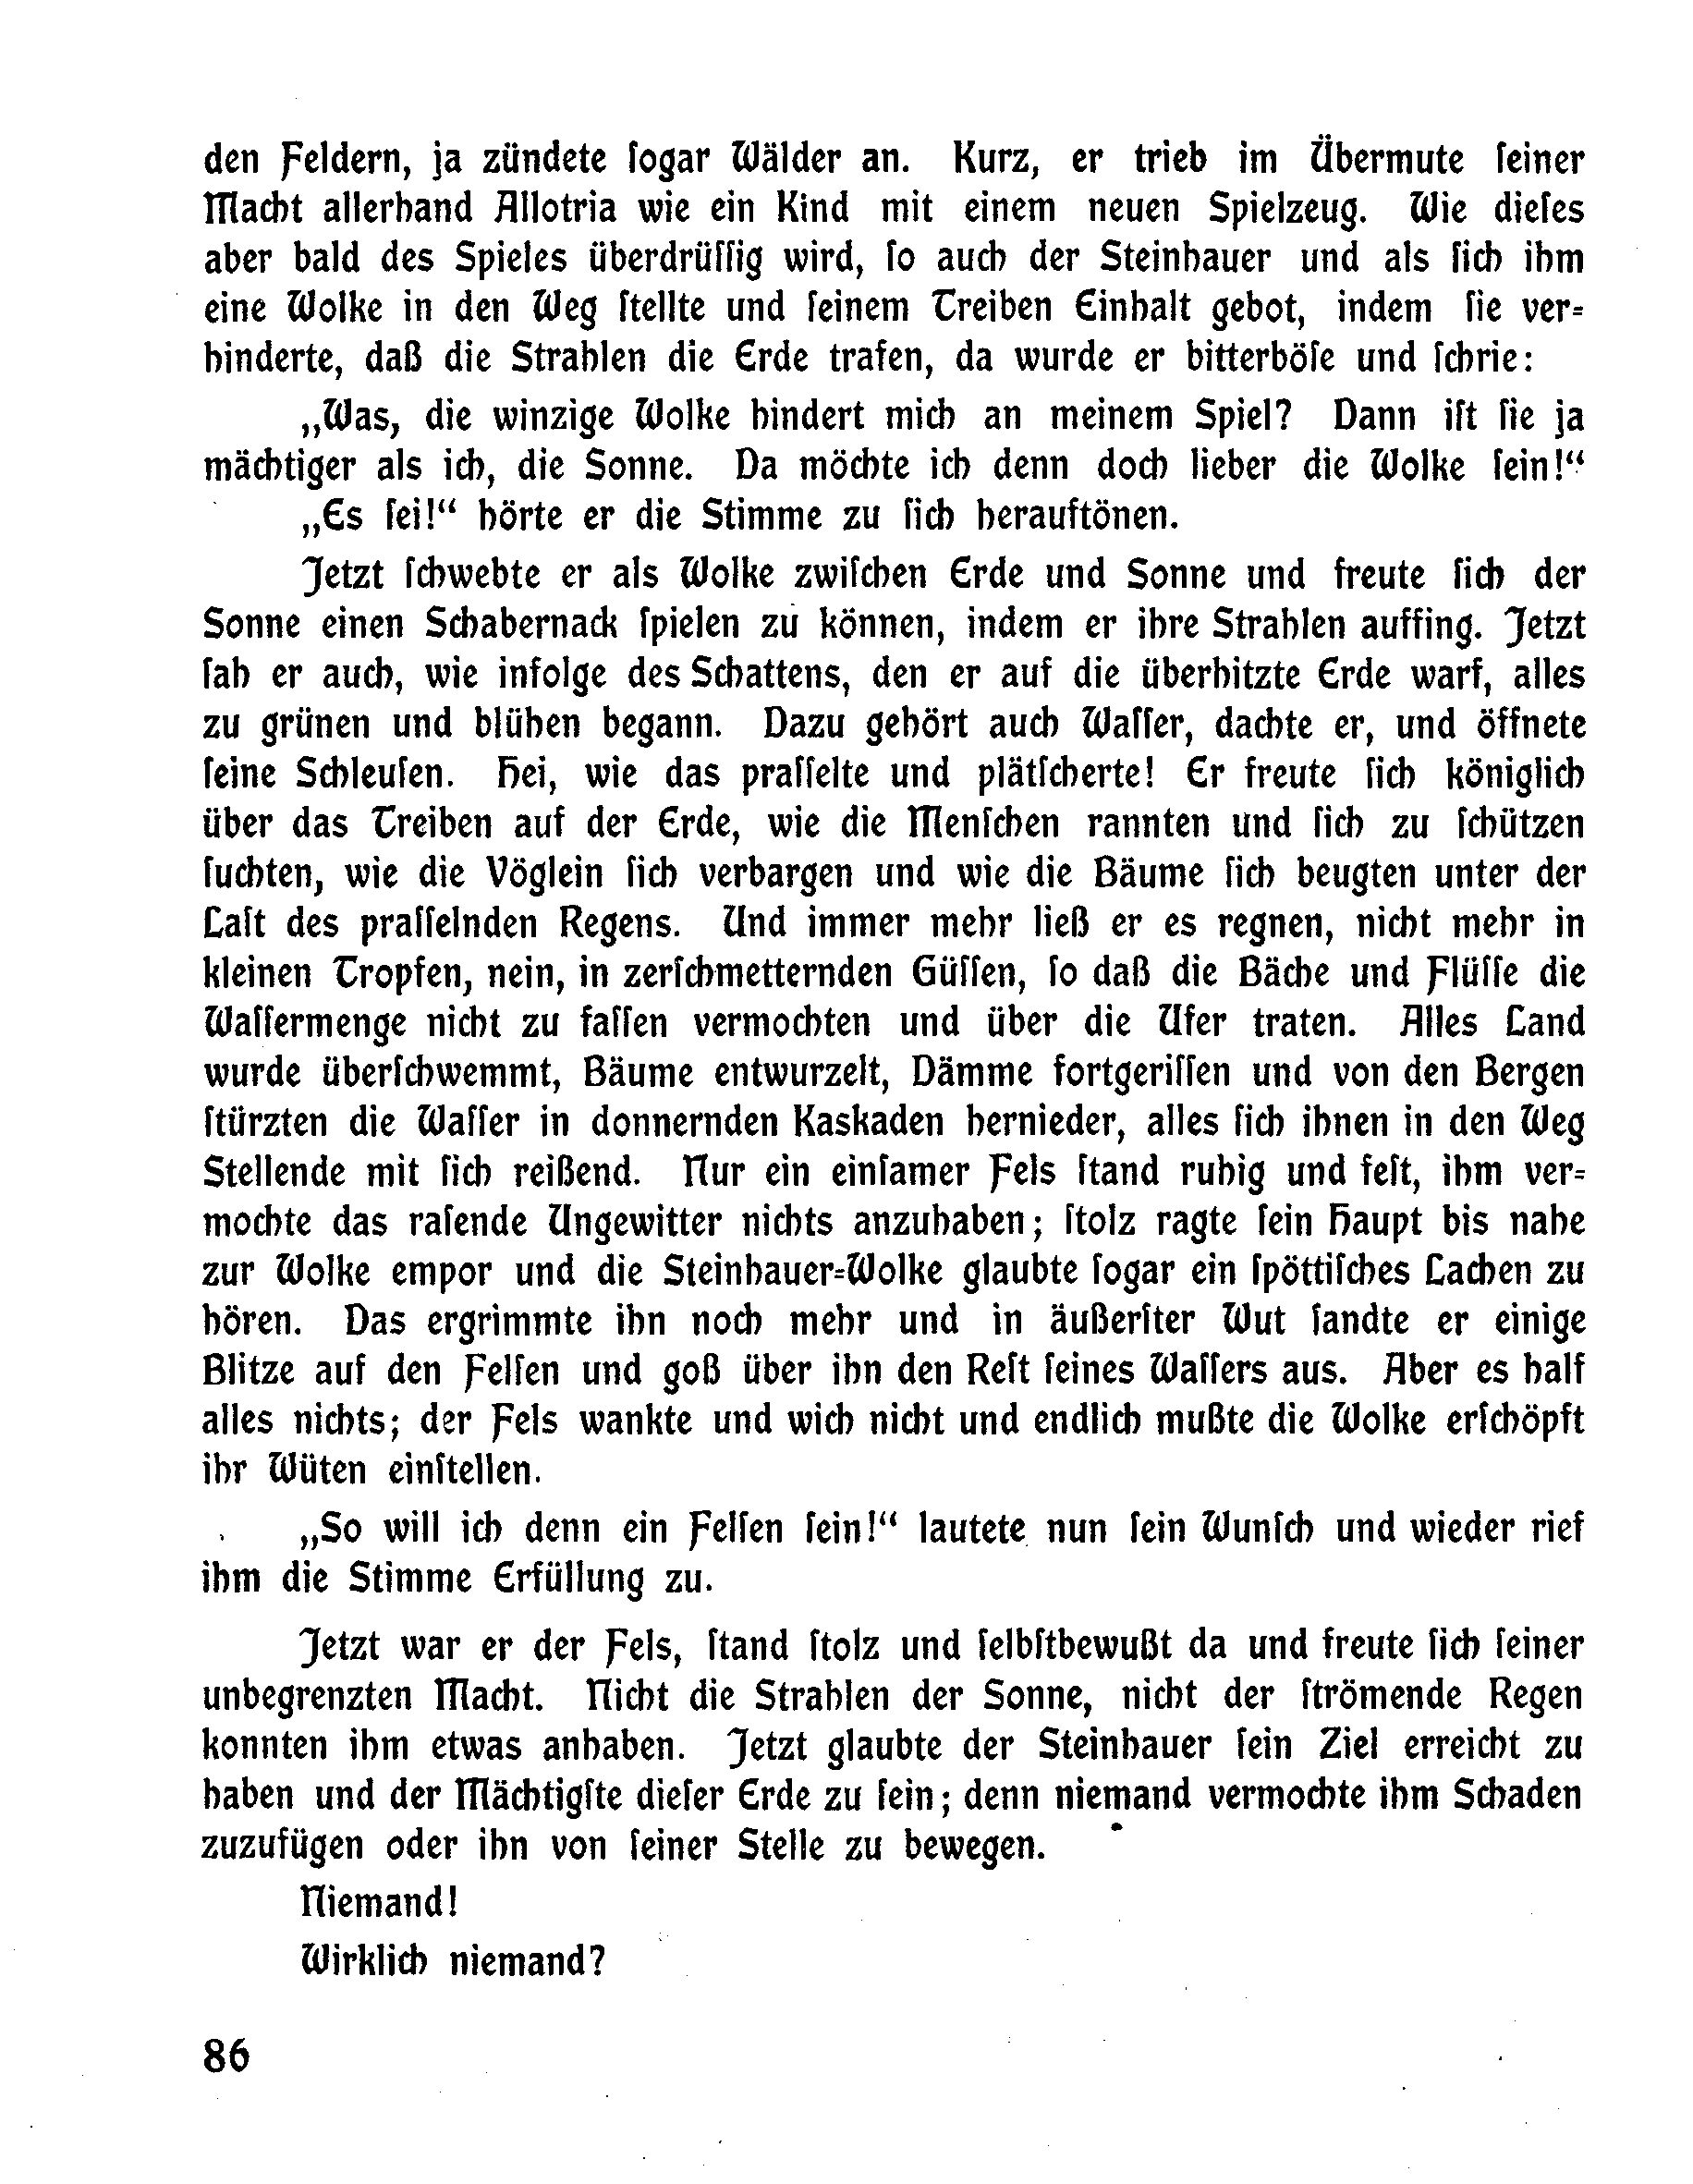 den Feldern, ja zündete ſogar Wälder an. Kurz, er trieb im Übermute ſeiner
Macht allerhand Allotria wie ein Kind mit einem neuen Spielzeug. Wie dieſes
aber bald des Spieles überdrüſſig wird, ſo auch der Steinhauer und als ſich ihm
eine Wolke in den Weg ſtellte und ſeinem Treiben Einhalt gebot, indem ſie ver=
hinderte, daß die Strahlen die Erde trafen, da wurde er bitterböſe und ſchrie:
„Was, die winzige Wolke hindert mich an meinem Spiel? Dann iſt ſie ja
mächtiger als ich, die Sonne. Da möchte ich denn doch lieber die Wolke ſein!“
„Es ſei!“ hörte er die Stimme zu ſich herauftönen.
Jetzt ſchwebte er als Wolke zwiſchen Erde und Sonne und freute ſich der
Sonne einen Schabernack ſpielen zu können, indem er ihre Strahlen auffing. Jetzt
ſah er auch, wie infolge des Schattens, den er auf die überhitzte Erde warf, alles
zu grünen und blühen begann. Dazu gehört auch Waſſer, dachte er, und öffnete
ſeine Schleuſen. Hei, wie das praſſelte und plätſcherte! Er freute ſich königlich
über das Treiben auf der Erde, wie die Menſchen rannten und ſich zu ſchützen
ſuchten, wie die Vöglein ſich verbargen und wie die Bäume ſich beugten unter der
Laſt des praſſelnden Regens. Und immer mehr ließ er es regnen, nicht mehr in
kleinen Tropfen, nein, in zerſchmetternden Güſſen, ſo daß die Bäche und Flüſſe die
Waſſermenge nicht zu faſſen vermochten und über die Ufer traten. Alles Land
wurde überſchwemmt, Bäume entwurzelt, Dämme fortgeriſſen und von den Bergen
ſtürzten die Waſſer in donnernden Kaskaden hernieder, alles ſich ihnen in den Weg
Stellende mit ſich reißend. Nur ein einſamer Fels ſtand ruhig und feſt, ihm ver=
mochte das raſende Ungewitter nichts anzuhaben; ſtolz ragte ſein Haupt bis nahe
zur Wolke empor und die Steinhauer=Wolke glaubte ſogar ein ſpöttiſches Lachen zu
hören. Das ergrimmte ihn noch mehr und in äußerſter Wut ſandte er einige
Blitze auf den Felſen und goß über ihn den Reſt ſeines Waſſers aus. Aber es half
alles nichts; der Fels wankte und wich nicht und endlich mußte die Wolke erſchöpft
ihr Wüten einſtellen.
„So will ich denn ein Felſen ſein!“ lautete nun ſein Wunſch und wieder rief
ihm die Stimme Erfüllung zu.
Jetzt war er der Fels, ſtand ſtolz und ſelbſtbewußt da und freute ſich ſeiner
unbegrenzten Macht. Nicht die Strahlen der Sonne, nicht der ſtrömende Regen
konnten ihm etwas anhaben. Jetzt glaubte der Steinhauer ſein Ziel erreicht zu
haben und der Mächtigſte dieſer Erde zu ſein; denn niemand vermochte ihm Schaden
zuzufügen oder ihn von ſeiner Stelle zu bewegen.
Niemand!
Wirklich niemand?
86